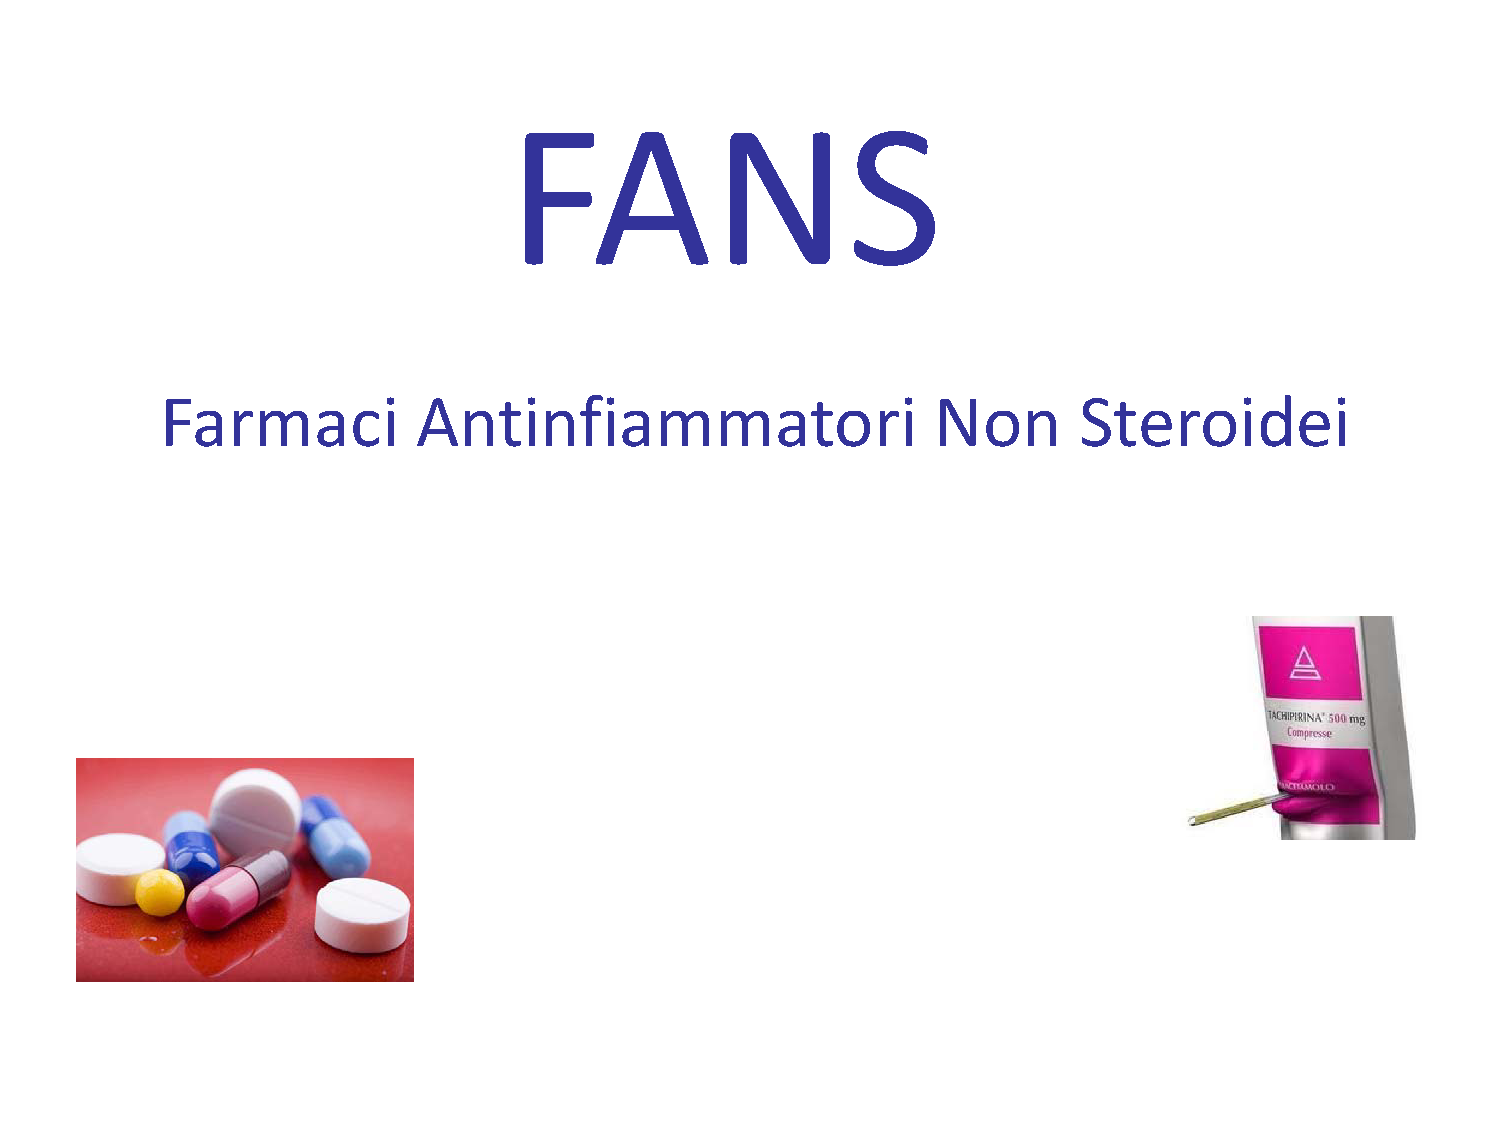 FANS
Farmaci Antinfiammatori Non Steroidei
TACHIPIRINA® 500 mg
Compresse